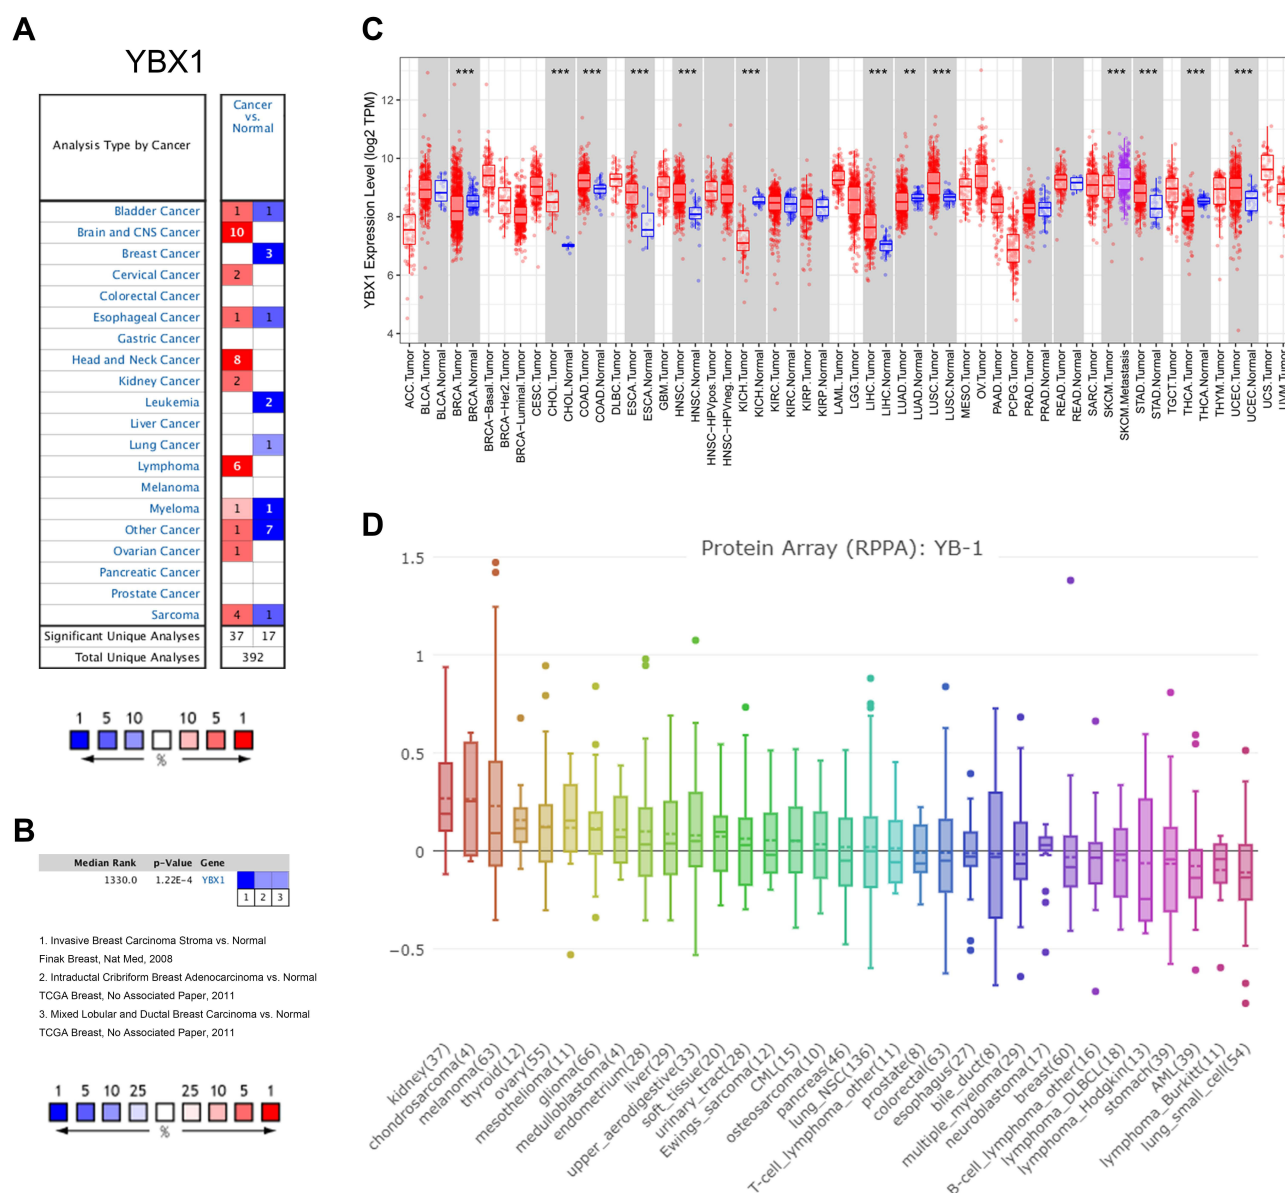 A
YBX1
Analysis Type by Cancer
Cancer
vs.
Normal
Bladder Cancer 1 1
Brain and CNS Cancer 10
Breast Cancer 3
Cervical Cancer 2
Colorectal Cancer
Esophageal Cancer 1 1
Gastric Cancer
Head and Neck Cancer 8
Kidney Cancer 2
Leukemia 2
Liver Cancer
Lung Cancer 1
Lymphoma 6
Melanoma
Myeloma 1 1
Other Cancer 1 7
Ovarian Cancer 1
Pancreatic Cancer
Prostate Cancer
Sarcoma 4 1
Significant Unique Analyses 37 17
Total Unique Analyses 392
1 5 10 10 5 1
%
B
Median Rank p-Value Gene
1330.0 1.22E-4 YBX1
1 2 3
1. Invasive Breast Carcinoma Stroma vs. Normal
Finak Breast, Nat Med, 2008
2. Intraductal Cribriform Breast Adenocarcinoma vs. Normal
TCGA Breast, No Associated Paper, 2011
3. Mixed Lobular and Ductal Breast Carcinoma vs. Normal
TCGA Breast, No Associated Paper, 2011
1 5 10 25 25 10 5 1
%
C
*** *** *** *** *** *** *** ** *** *** *** *** ***
YBX1 Expression Level (log2 TPM)
12
10
8
6
4
ACC.Tumor
BLCA.Tumor
BLCA.Normal
BRCA.Tumor
BRCA.Normal
BRCA-Basal.Tumor
BRCA-Her2.Tumor
BRCA-Luminal.Tumor
CESC.Tumor
CHOL.Tumor
CHOL.Normal
COAD.Tumor
COAD.Normal
DLBC.Tumor
ESCA.Tumor
ESCA.Normal
GBM.Tumor
HNSC.Tumor
HNSC.Normal
HNSC-HPVpos.Tumor
HNSC-HPVneg.Tumor
KICH.Tumor
KICH.Normal
KIRC.Tumor
KIRC.Normal
KIRP.Tumor
KIRP.Normal
LAML.Tumor
LGG.Tumor
LIHC.Tumor
LIHC.Normal
LUAD.Tumor
LUAD.Normal
LUSC.Tumor
LUSC.Normal
MESO.Tumor
OV.Tumor
PAAD.Tumor
PCPG.Tumor
PRAD.Tumor
PRAD.Normal
READ.Tumor
READ.Normal
SARC.Tumor
SKCM.Tumor
SKCM.Metastasis
STAD.Tumor
STAD.Normal
TGCT.Tumor
THCA.Tumor
THCA.Normal
THYM.Tumor
UCEC.Tumor
UCEC.Normal
UCS.Tumor
UVM.Tumor
D
Protein Array (RPPA): YB-1
1.5
1
0.5
0
−0.5
kidney(37)
chondrosarcoma(4)
melanoma(63)
thyroid(12)
ovary(55)
mesothelioma(11)
glioma(66)
medulloblastoma(4)
endometrium(28)
liver(29)
upper_aerodigestive(33)
soft_tissue(20)
urinary_tract(28)
Ewings_sarcoma(12)
CML(15)
osteosarcoma(10)
pancreas(46)
lung_NSC(136)
T-cell_lymphoma_other(11)
prostate(8)
colorectal(63)
esophagus(27)
bile_duct(8)
multiple_myeloma(29)
neuroblastoma(17)
breast(60)
B-cell_lymphoma_other(16)
lymphoma_DLBCL(18)
lymphoma_Hodgkin(13)
stomach(39)
AML(39)
lymphoma_Burkitt(11)
lung_small_cell(54)